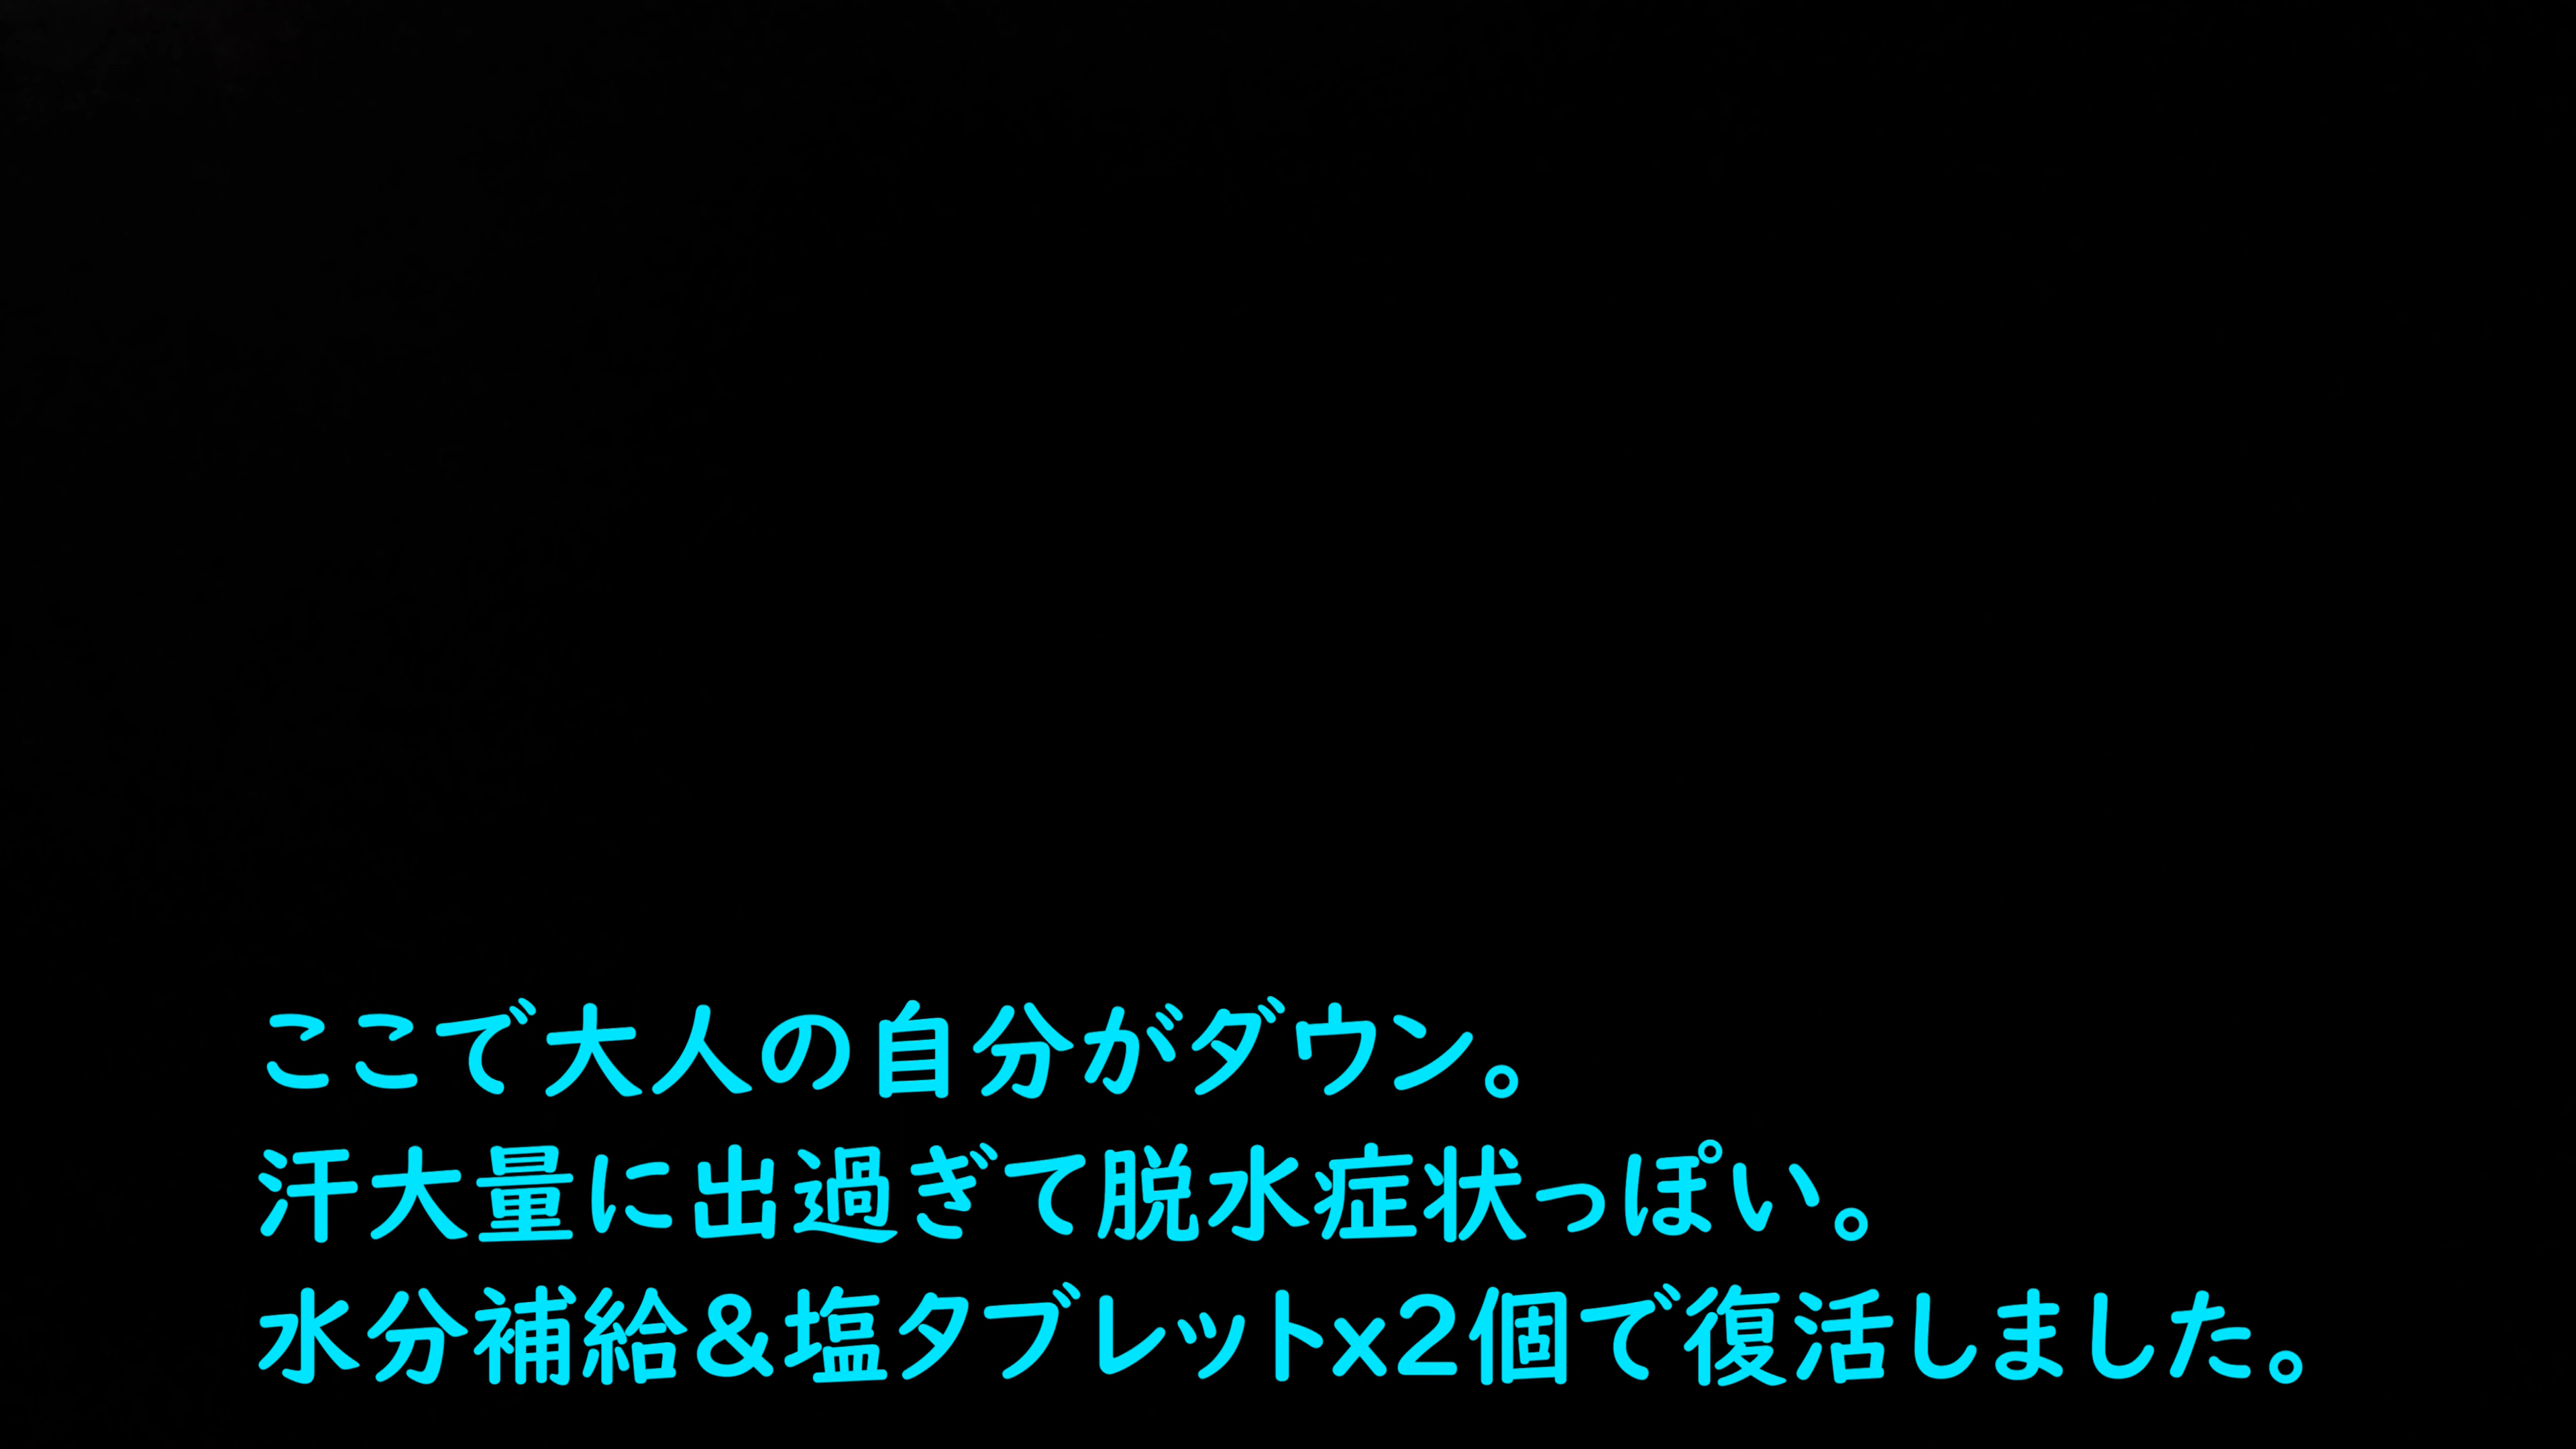 ここで大人の自分がダウン。
汗大量に出過ぎて脱水症状っぽい。
水分補給&塩タブレットx2個で復活しました。